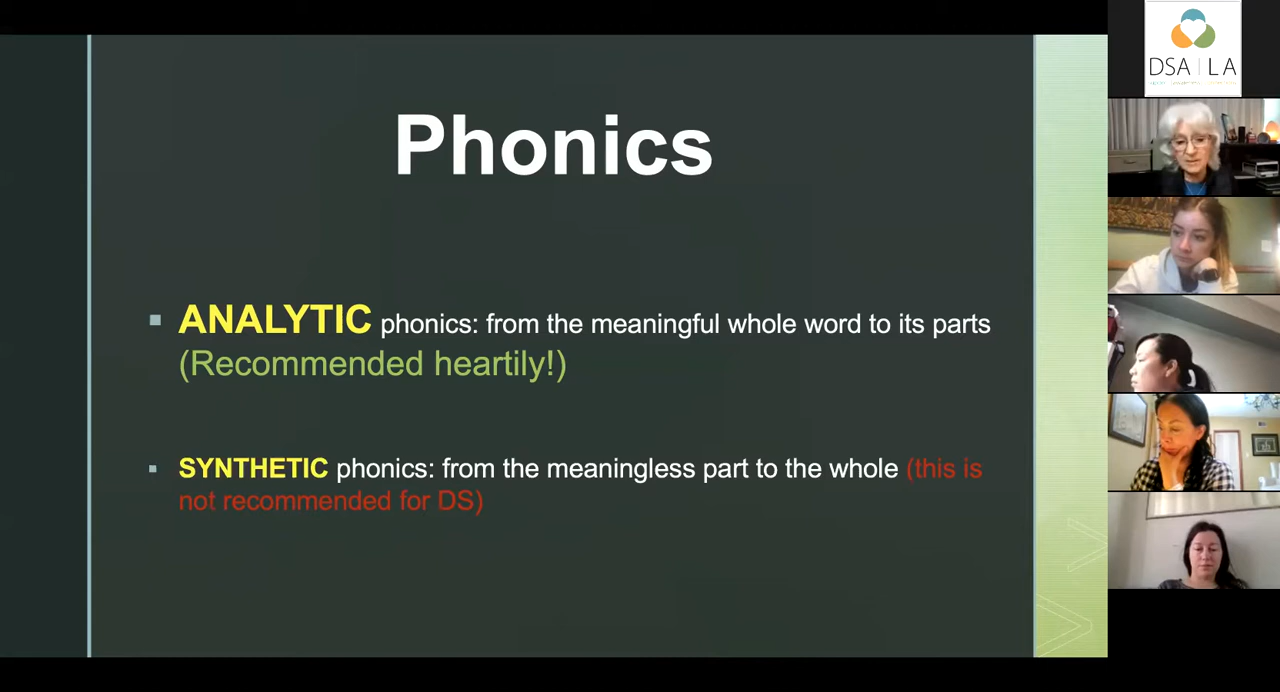 Phonics
ANALYTIC phonics: from the meaningful whole word to its parts
(Recommended heartily!)
SYNTHETIC phonics: from the meaningless part to the whole (this is
not recommended for DS)
DSA | LA